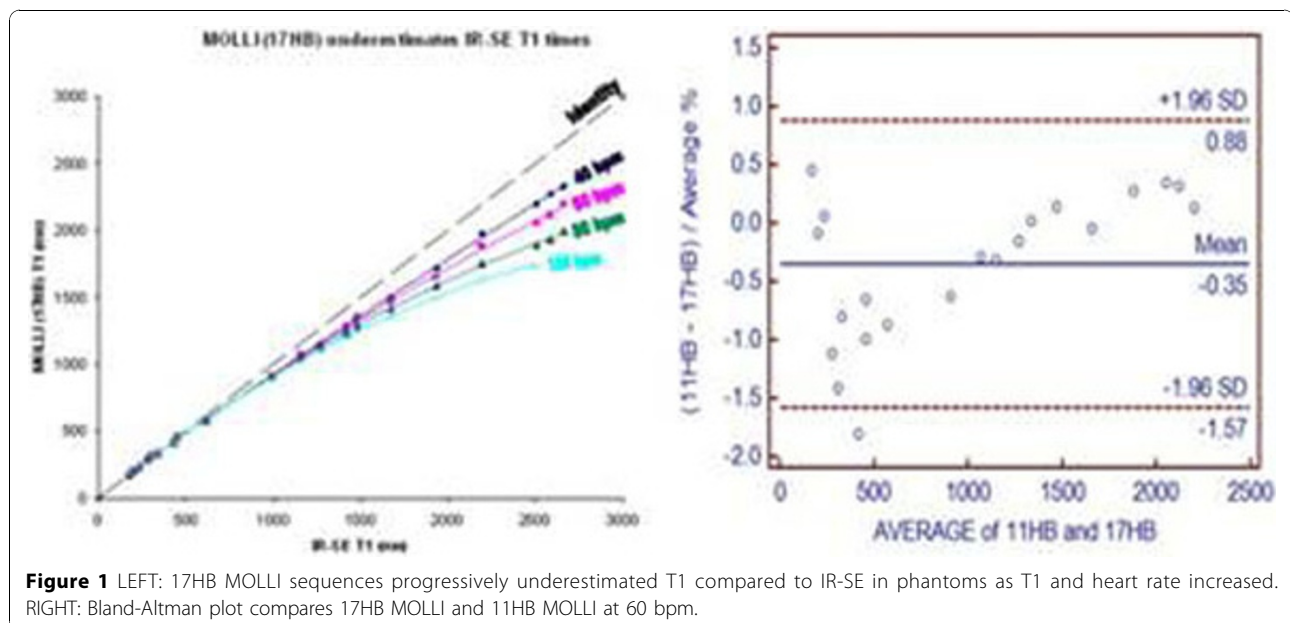 MOLLI(17HB) underestimates IR-SE T1 times
3000
2500
2000
1500
1000
500
0
MOLLI (17HB) T1
Identity
bpm
bpm
bpm
bpm
0
500
1000
1500
2000
2500
3000
IR-SE T1
1.5
1.0
0.5
0.0
-0.5
-1.0
-1.5
-2.0
(11HB - 17HB) / Average %
+1.96 SD
0.88
Mean
-0.35
-1.96 SD
-1.57
0
500
1000
1500
2000
2500
AVERAGE of 11HB and 17HB
Figure 1 LEFT: 17HB MOLLI sequences progressively underestimated T1 compared to IR-SE in phantoms as T1 and heart rate increased.
RIGHT: Bland-Altman plot compares 17HB MOLLI and 11HB MOLLI at 60 bpm.